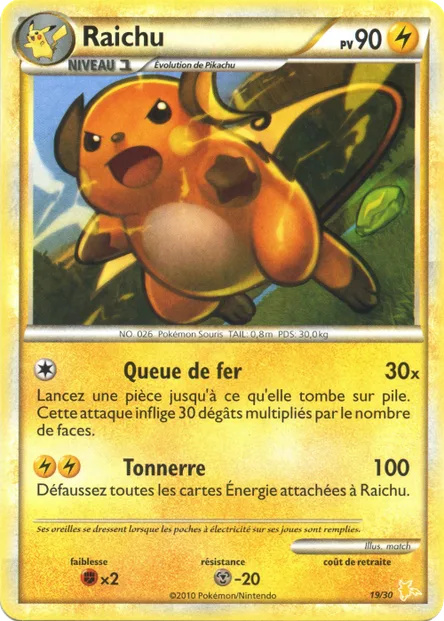 Raichu
PV 90
NIVEAU 1
Évolution de Pikachu
NO. 026 Pokémon Souris TAIL: 0,8m PDS: 30,0kg
Queue de fer 30x
Lancez une pièce jusqu'à ce qu'elle tombe sur pile.
Cette attaque inflige 30 dégâts multipliés par le nombre
de faces.
Tonnerre 100
Défaussez toutes les cartes Énergie attachées à Raichu.
Ses oreilles se dressent lorsque les poches à électricité sur ses joues sont remplies.
Illus. match
faiblesse résistance coût de retraite
x2 -20
©2010 Pokémon/Nintendo 19/30